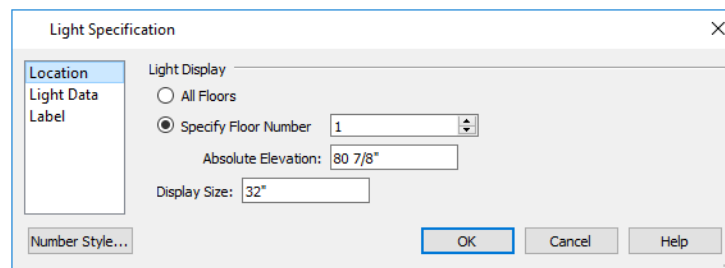 Light Specification
Location
Light Data
Label
Light Display
All Floors
Specify Floor Number 1
Absolute Elevation: 80 7/8"
Display Size: 32"
Number Style... OK Cancel Help